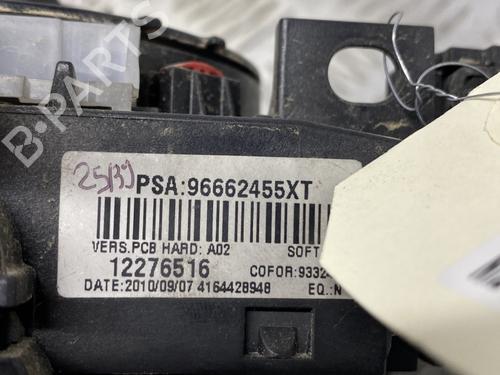 B-PARTS
25/39
PSA:96662455XT
VERS.PCB HARD: A02 SOFT
12276516 COFOR:9332
DATE:2010/09/07 4164428948 EQ.:N